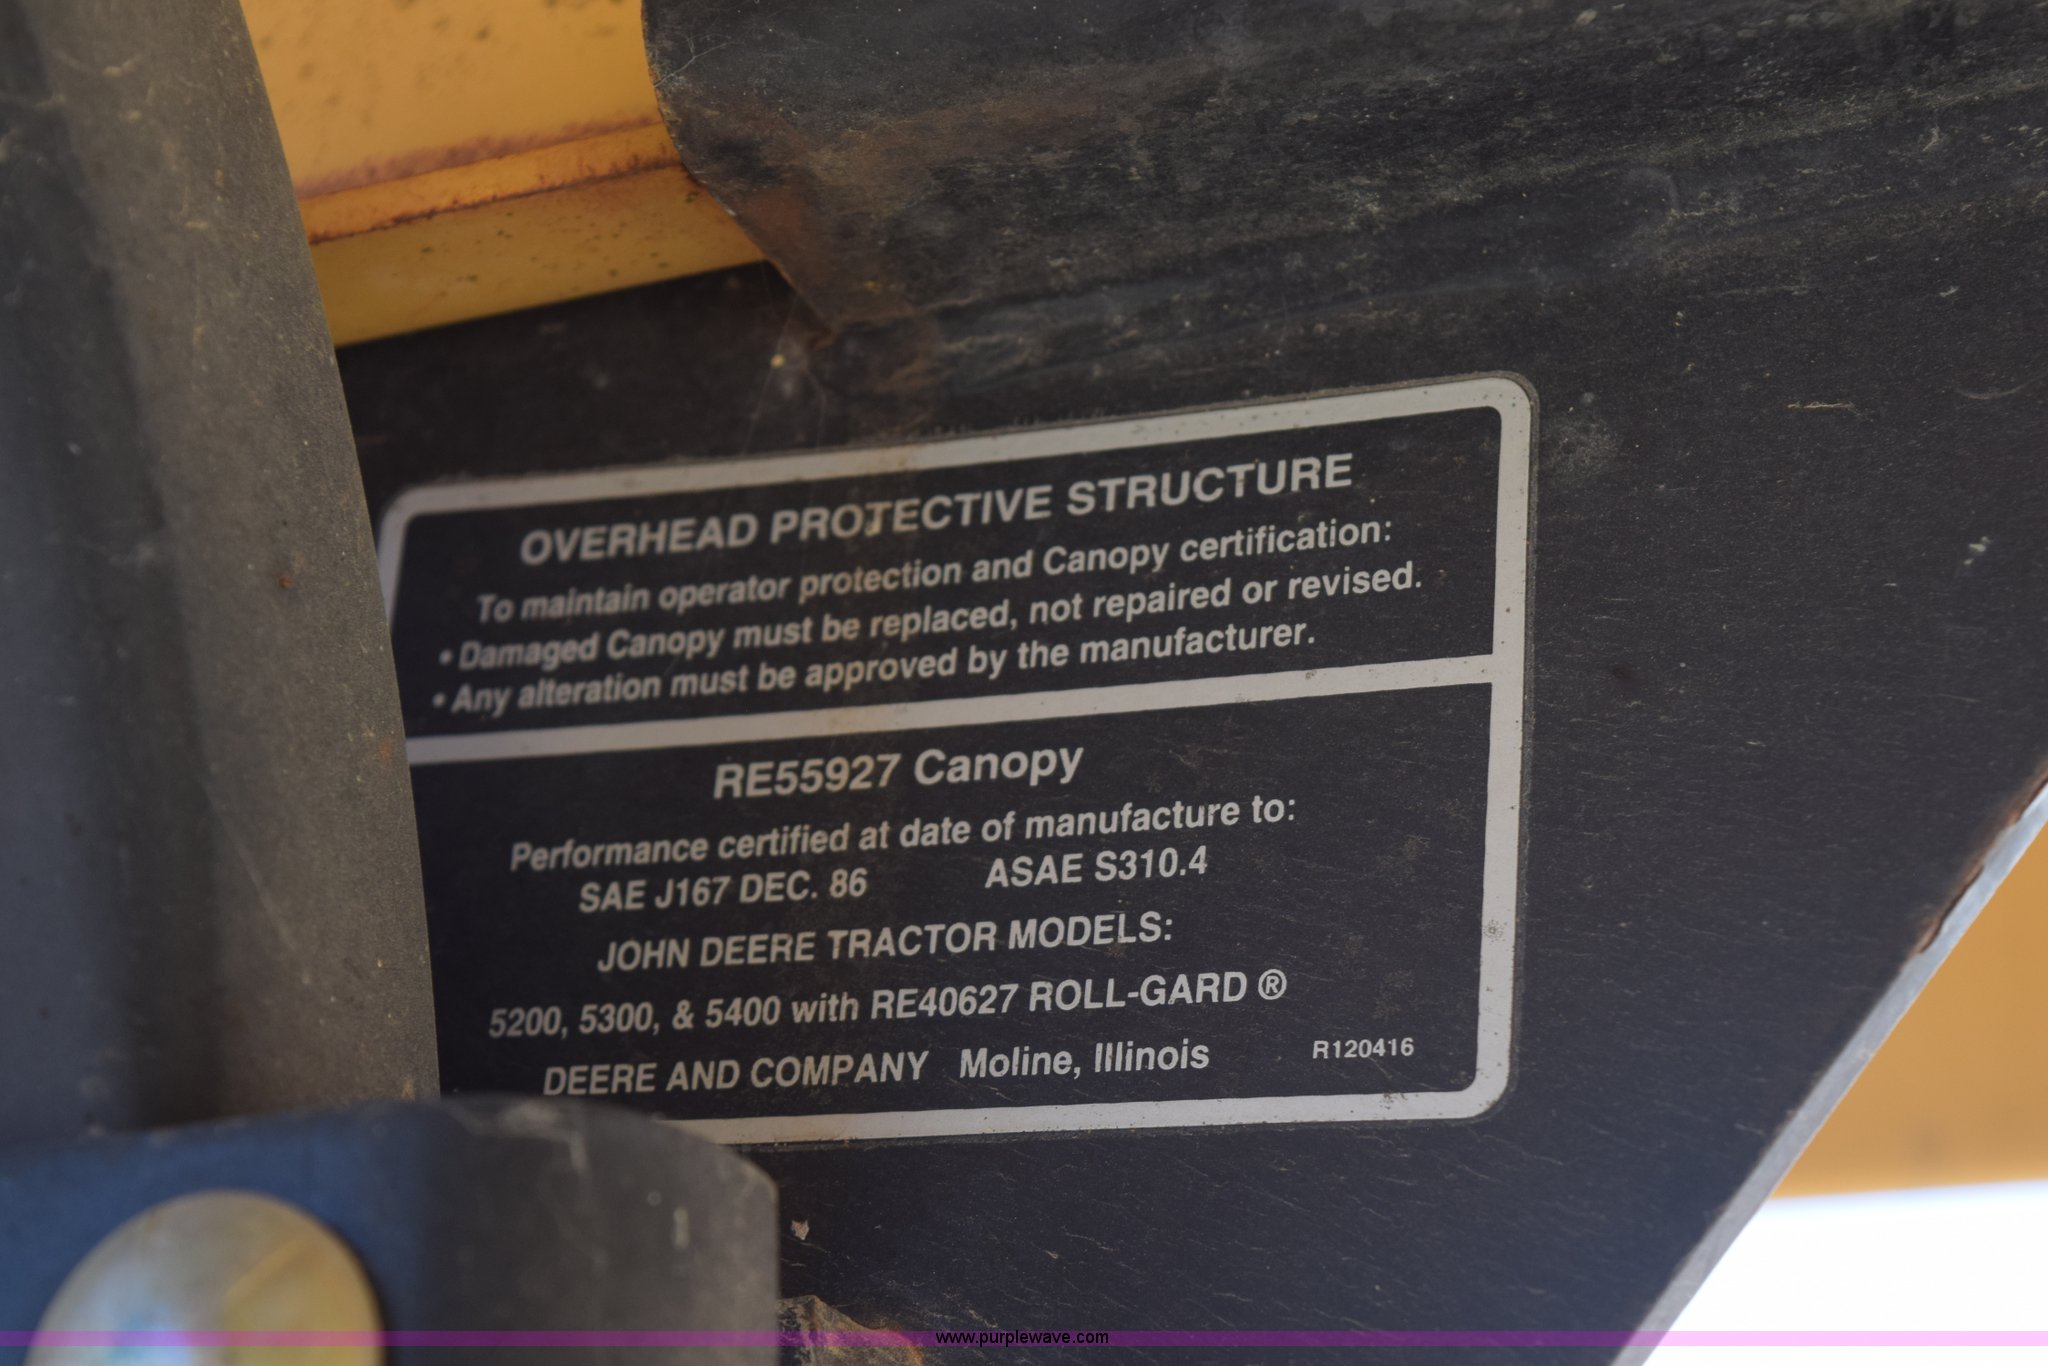 OVERHEAD PROTECTIVE STRUCTURE
To maintain operator protection and Canopy certification:
• Damaged Canopy must be replaced, not repaired or revised.
• Any alteration must be approved by the manufacturer.
RE55927 Canopy
Performance certified at date of manufacture to:
SAE J167 DEC. 86 ASAE S310.4
JOHN DEERE TRACTOR MODELS:
5200, 5300, & 5400 with RE40627 ROLL-GARD ®
DEERE AND COMPANY Moline, Illinois R120416
www.purplewave.com